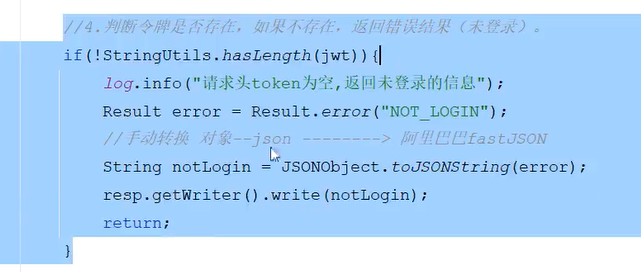 //4.判断令牌是否存在，如果不存在，返回错误结果（未登录）。
if(!StringUtils.hasLength(jwt)){
log.info("请求头token为空,返回未登录的信息");
Result error = Result.error("NOT_LOGIN");
//手动转换 对象--json --------> 阿里巴巴fastJSON
String notLogin = JSONObject.toJSONString(error);
resp.getWriter().write(notLogin);
return;
}